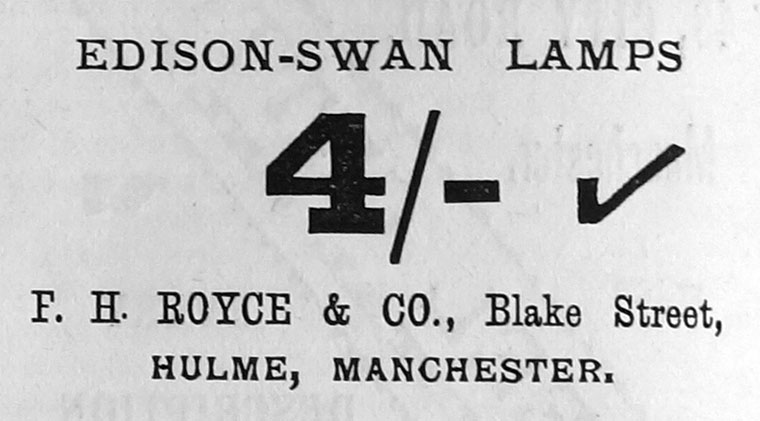 EDISON-SWAN LAMPS
4/- ✓
F. H. ROYCE & CO., Blake Street,
HULME, MANCHESTER.